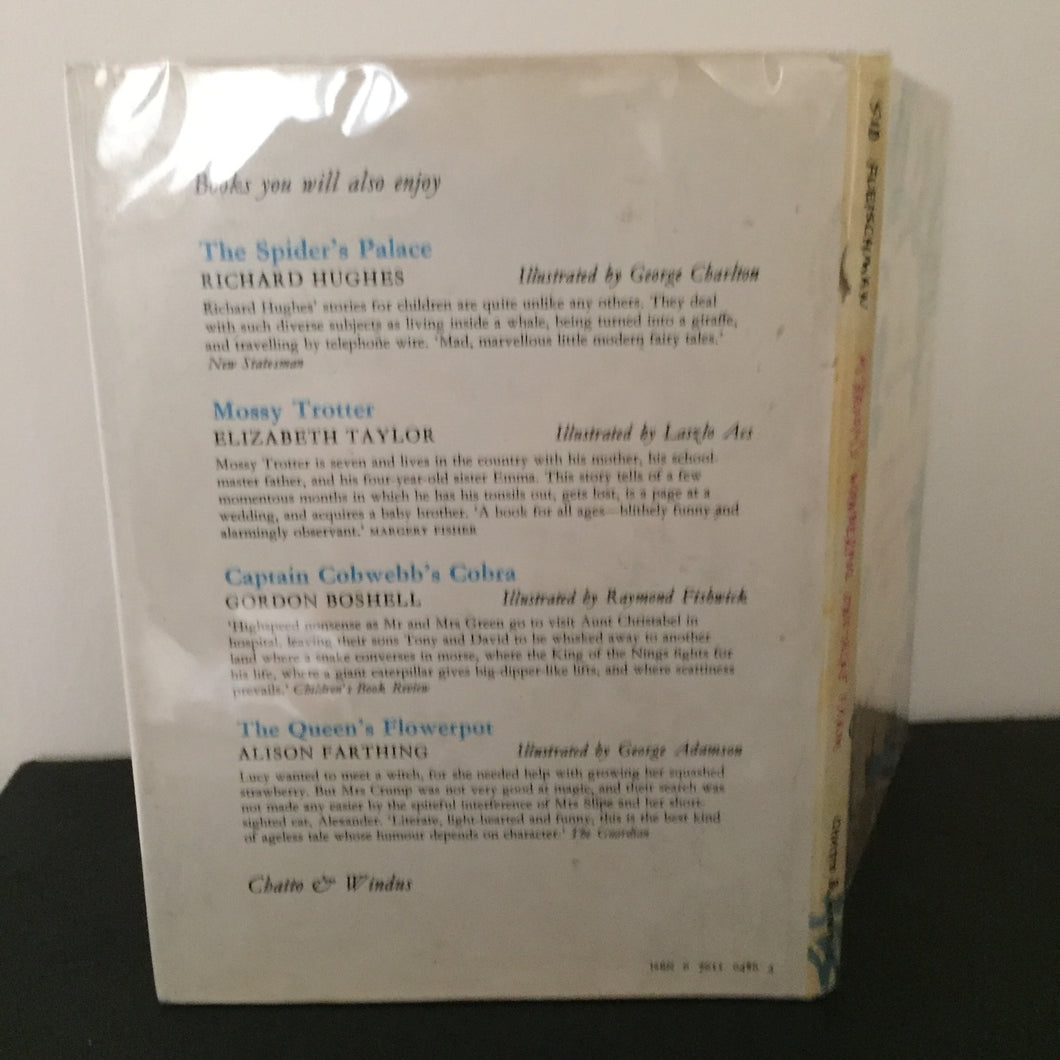 Books you will also enjoy
The Spider's Palace
RICHARD HUGHES Illustrated by George Charlton
Richard Hughes' stories for children are quite unlike any others. They deal
with such diverse subjects as living inside a whale, being turned into a giraffe,
and travelling by telephone wire. 'Mad, marvellous little modern fairy tales.'
New Statesman
Mossy Trotter
ELIZABETH TAYLOR Illustrated by Laszlo Acs
Mossy Trotter is seven and lives in the country with his mother, his school-
master father, and his four-year-old sister Emma. This story tells of a few
momentous months in which he has his tonsils out, gets lost, is a page at a
wedding, and acquires a baby brother. 'A book for all ages—blithely funny and
alarmingly observant.' MARGERY FISHER
Captain Cobwebb's Cobra
GORDON BOSHELL Illustrated by Raymond Fishwick
'Highspeed nonsense as Mr and Mrs Green go to visit Aunt Christabel in
hospital, leaving their sons Tony and David to be whisked away to another
land where a snake converses in morse, where the King of the Nings fights for
his life, where a giant caterpillar gives big-dipper-like lifts, and where scattiness
prevails.' Children's Book Review
The Queen's Flowerpot
ALISON FARTHING Illustrated by George Adamson
Lucy wanted to meet a witch, for she needed help with growing her squashed
strawberry. But Mrs Crump was not very good at magic, and their search was
not made any easier by the spiteful interference of Mrs Slipe and her short-
sighted cat, Alexander. 'Literate, light-hearted and funny, this is the best kind
of ageless tale whose humour depends on character.' The Guardian
Chatto & Windus
ISBN 0 7011
SID FLEISCHMAN